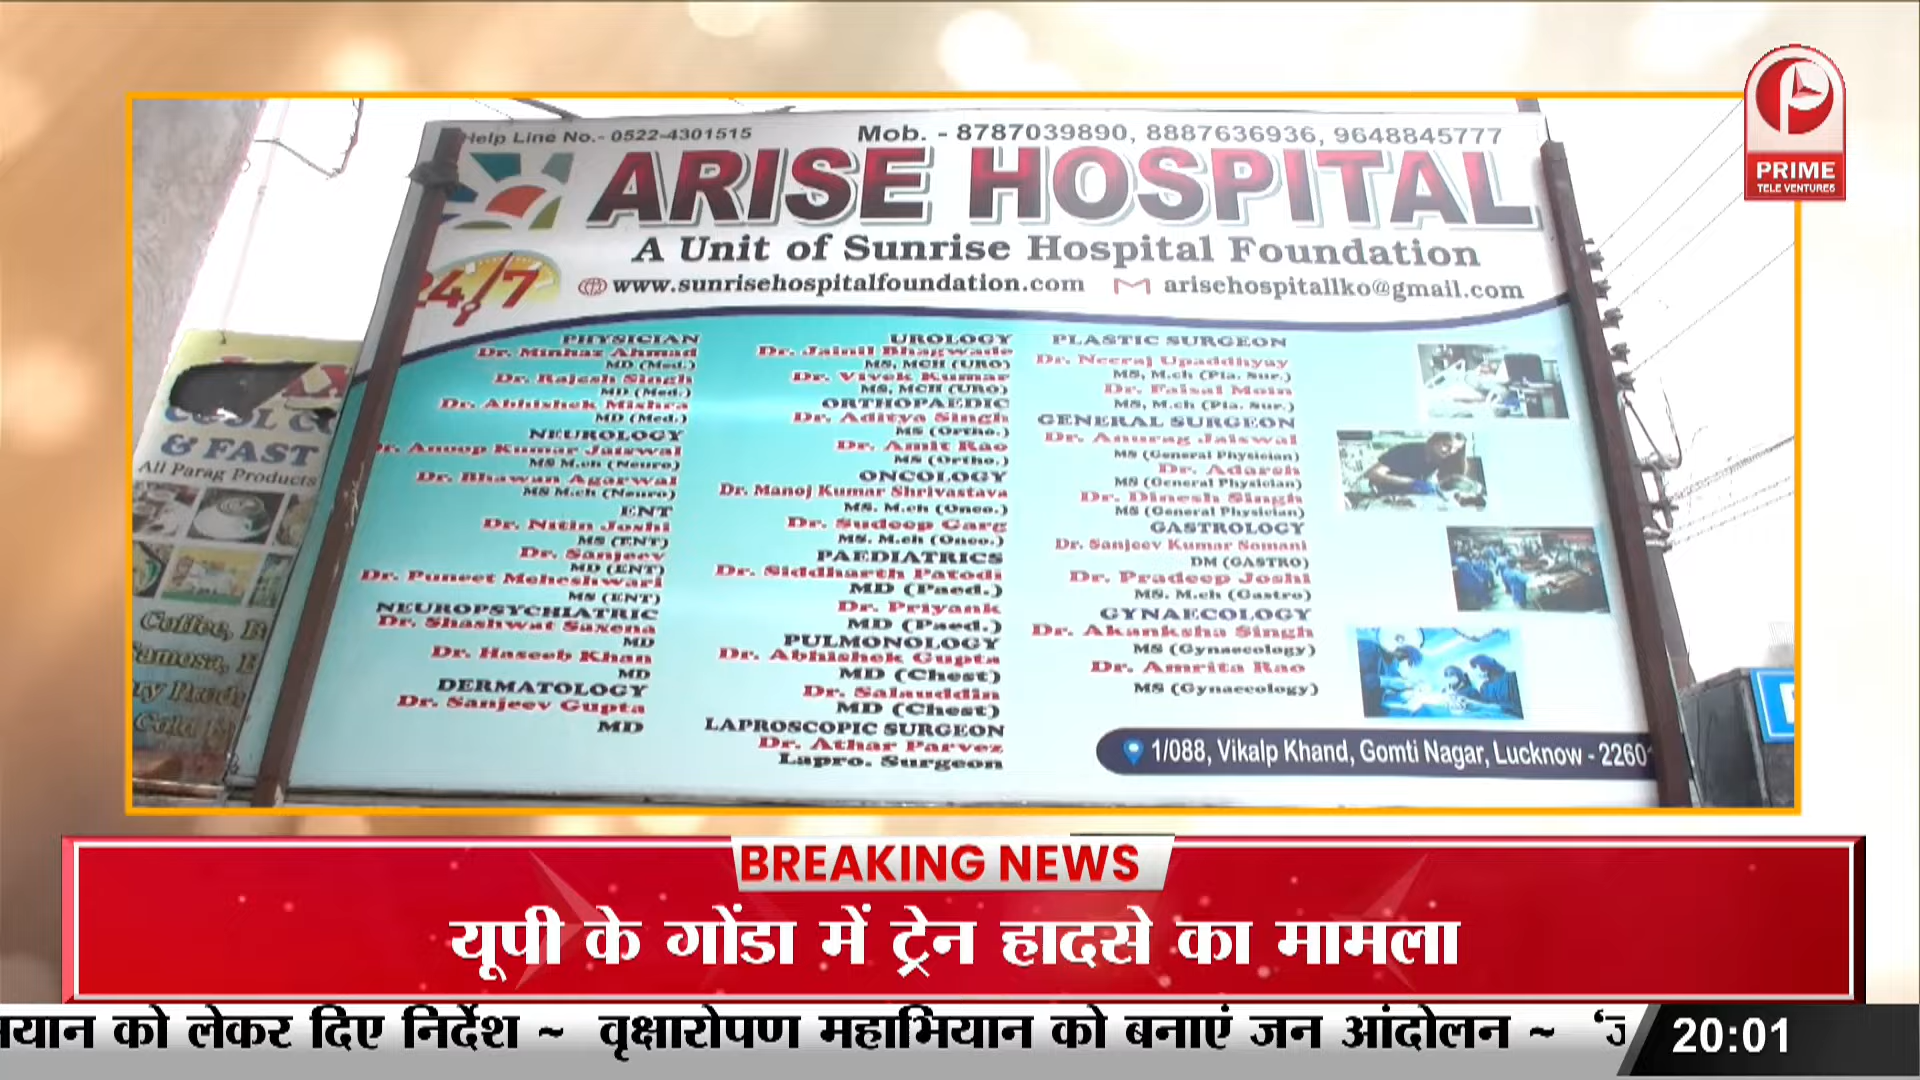 PRIME
TELE VENTURES
Help Line No.- 0522-4301515
Mob. - 8787039890, 8887636936, 9648845777
ARISE HOSPITAL
A Unit of Sunrise Hospital Foundation
24/7
www.sunrisehospitalfoundation.com
arisehospitallko@gmail.com
PHYSICIAN
Dr. Minhaz Ahmad
MD (Med.)
Dr. Rajesh Singh
MD (Med.)
Dr. Abhishek Mishra
MD (Med.)
NEUROLOGY
Dr. Anoop Kumar Jaiswal
MS M.ch (Neuro)
Dr. Bhawan Agarwal
MS M.ch (Neuro)
ENT
Dr. Nitin Joshi
MS (ENT)
Dr. Sanjeev
MD (ENT)
Dr. Puneet Meheshwari
MS (ENT)
NEUROPSYCHIATRIC
Dr. Shashwat Saxena
MD
Dr. Haseeb Khan
MD
DERMATOLOGY
Dr. Sanjeev Gupta
MD
UROLOGY
Dr. Jainil Bhagwade
MS, MCH (URO)
Dr. Vivek Kumar
MS, MCH (URO)
ORTHOPAEDIC
Dr. Aditya Singh
MS (Ortho.)
Dr. Amit Rao
MS (Ortho.)
ONCOLOGY
Dr. Manoj Kumar Shrivastava
MS. M.ch (Onco.)
Dr. Sudeep Garg
MS. M.ch (Onco.)
PAEDIATRICS
Dr. Siddharth Patodi
MD (Paed.)
Dr. Priyank
MD (Paed.)
PULMONOLOGY
Dr. Abhishek Gupta
MD (Chest)
Dr. Salauddin
MD (Chest)
LAPROSCOPIC SURGEON
Dr. Athar Parvez
Lapro. Surgeon
PLASTIC SURGEON
Dr. Neeraj Upaddhyay
MS, M.ch (Pla. Sur.)
Dr. Faisal Moin
MS, M.ch (Pla. Sur.)
GENERAL SURGEON
Dr. Anurag Jaiswal
MS (General Physician)
Dr. Adarsh
MS (General Physician)
Dr. Dinesh Singh
MS (General Physician)
GASTROLOGY
Dr. Sanjeev Kumar Somani
DM (GASTRO)
Dr. Pradeep Joshi
MS. M.ch (Gastro)
GYNAECOLOGY
Dr. Akanksha Singh
MS (Gynaecology)
Dr. Amrita Rao
MS (Gynaecology)
1/088, Vikalp Khand, Gomti Nagar, Lucknow - 2260
& FAST
All Parag Products
Coffee,
BREAKING NEWS
यूपी के गोंडा में ट्रेन हादसे का मामला
को लेकर दिए निर्देश ~ वृक्षारोपण महाभियान को बनाएं जन आंदोलन ~
20:01